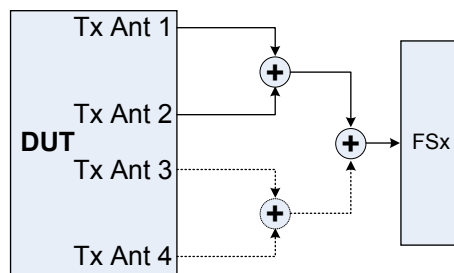 Tx Ant 1
Tx Ant 2
DUT
Tx Ant 3
Tx Ant 4
+
+
+
FSx